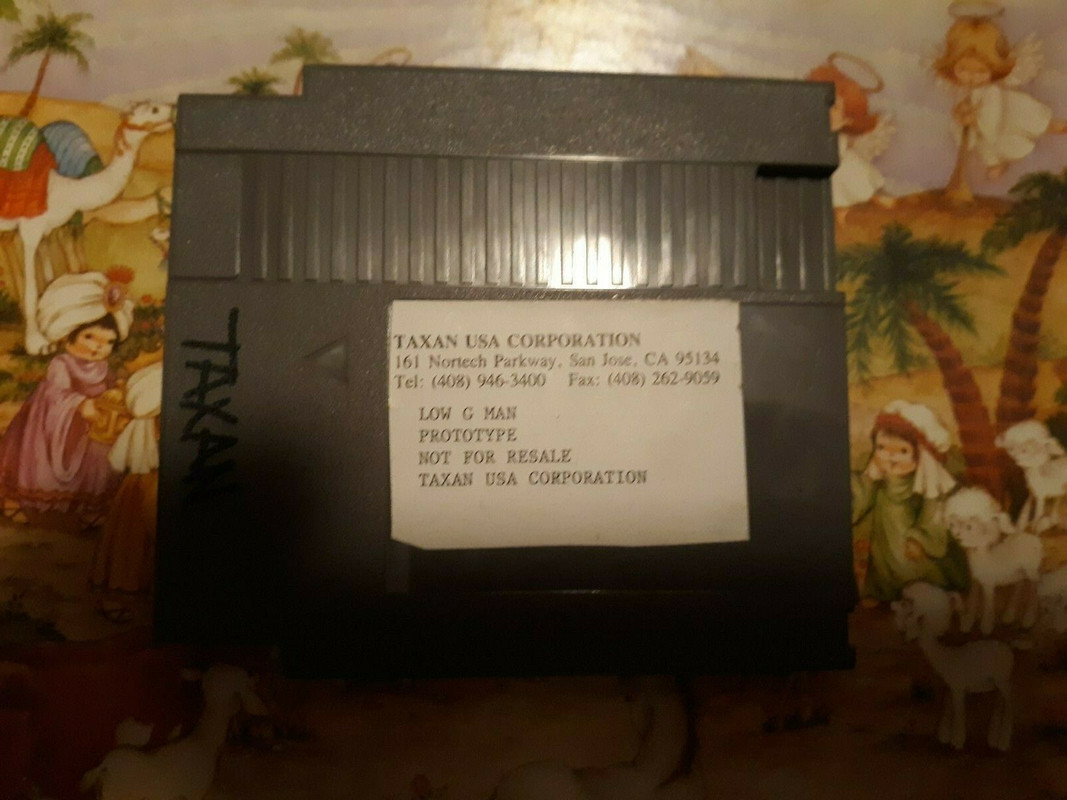 TAXAN USA CORPORATION
161 Nortech Parkway, San Jose, CA 95134
Tel: (408) 946-3400 Fax: (408) 262-9059
LOW G MAN
PROTOTYPE
NOT FOR RESALE
TAXAN USA CORPORATION
TAXAN